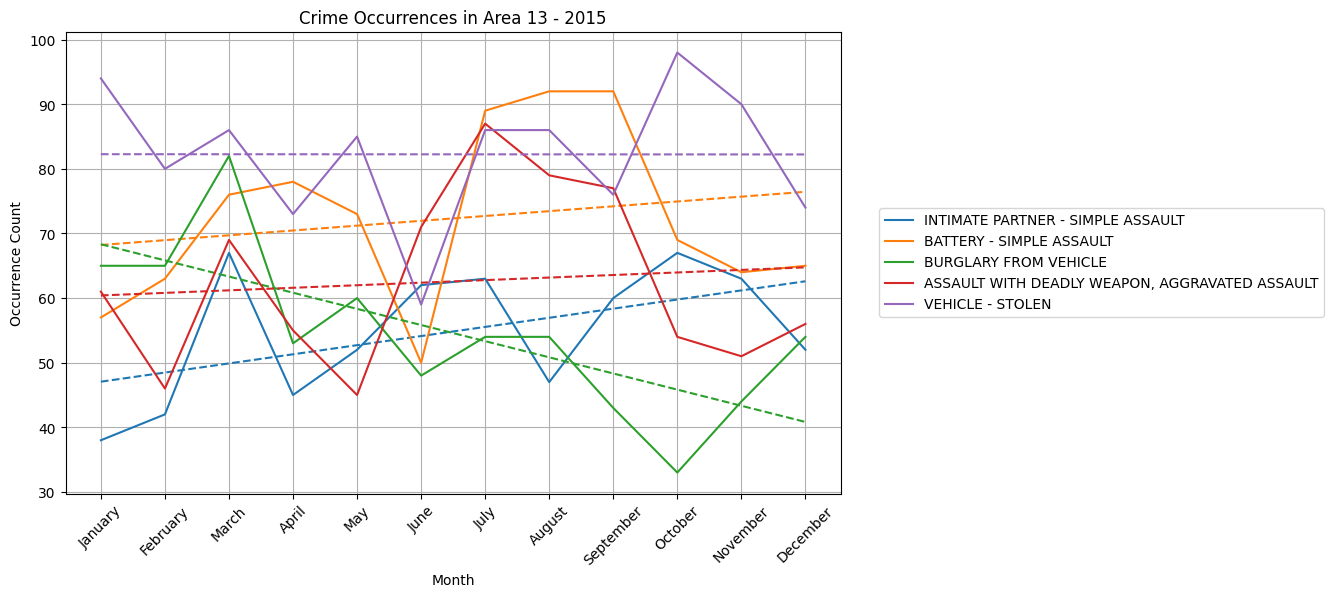 Crime Occurrences in Area 13 - 2015
Occurrence Count
100
90
80
70
60
50
40
30
January
February
March
April
May
June
July
August
September
October
November
December
Month
INTIMATE PARTNER - SIMPLE ASSAULT
BATTERY - SIMPLE ASSAULT
BURGLARY FROM VEHICLE
ASSAULT WITH DEADLY WEAPON, AGGRAVATED ASSAULT
VEHICLE - STOLEN